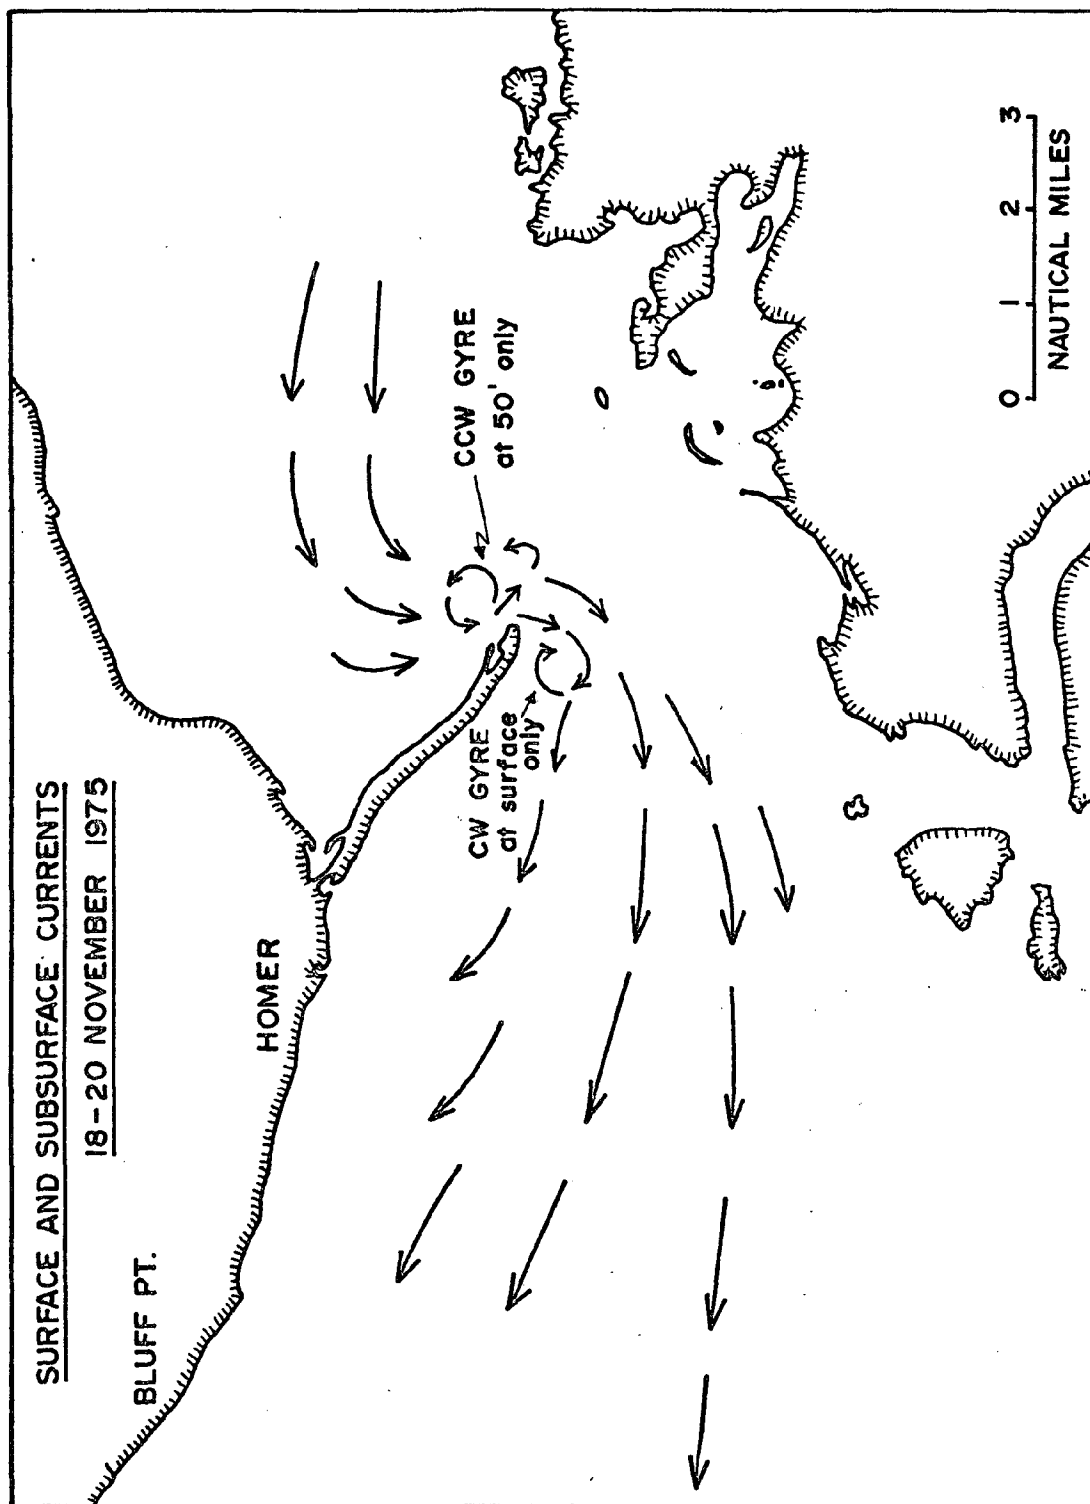 SURFACE AND SUBSURFACE CURRENTS
18-20 NOVEMBER 1975
BLUFF PT.
HOMER
CW GYRE
at surface
only
CCW GYRE
at 50' only
0 1 2 3
NAUTICAL MILES